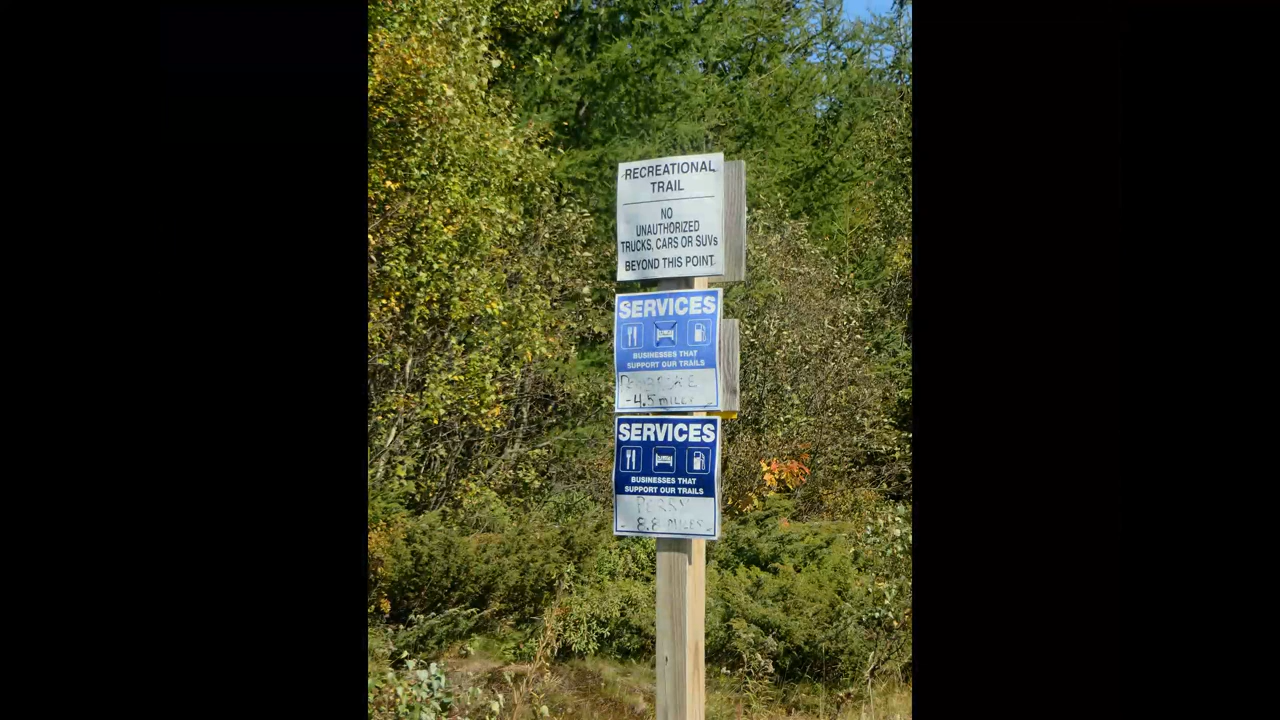 RECREATIONAL
TRAIL
NO
UNAUTHORIZED
TRUCKS, CARS OR SUVs
BEYOND THIS POINT
SERVICES
BUSINESSES THAT
SUPPORT OUR TRAILS
-4.5 MILES
SERVICES
BUSINESSES THAT
SUPPORT OUR TRAILS
PERRY
- 8.8 MILES